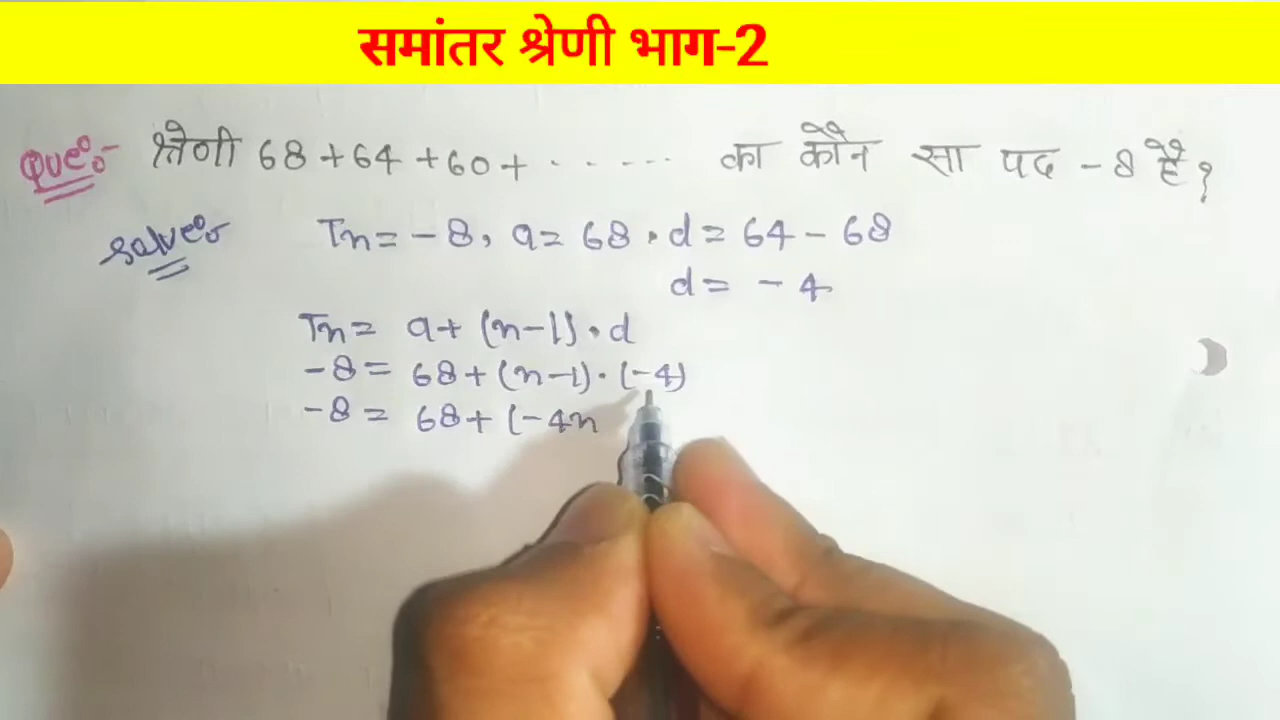 समांतर श्रेणी भाग-2
Que:- श्रेणी 68+64+60+ - - - - - - का कौन सा पद -8 है ?
Solve:-
Tn = -8, a = 68 , d = 64 - 68
d = -4
Tn = a + (n-1) . d
-8 = 68 + (n-1) . (-4)
-8 = 68 + (-4n